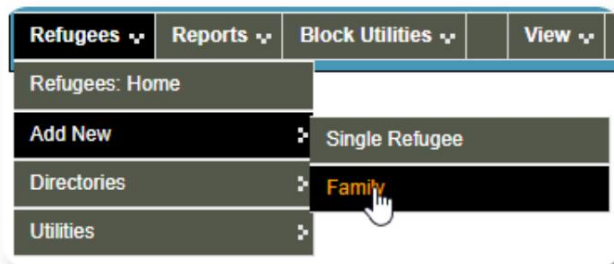 Refugees Reports Block Utilities View
Refugees: Home
Add New
Single Refugee
Directories
Family
Utilities